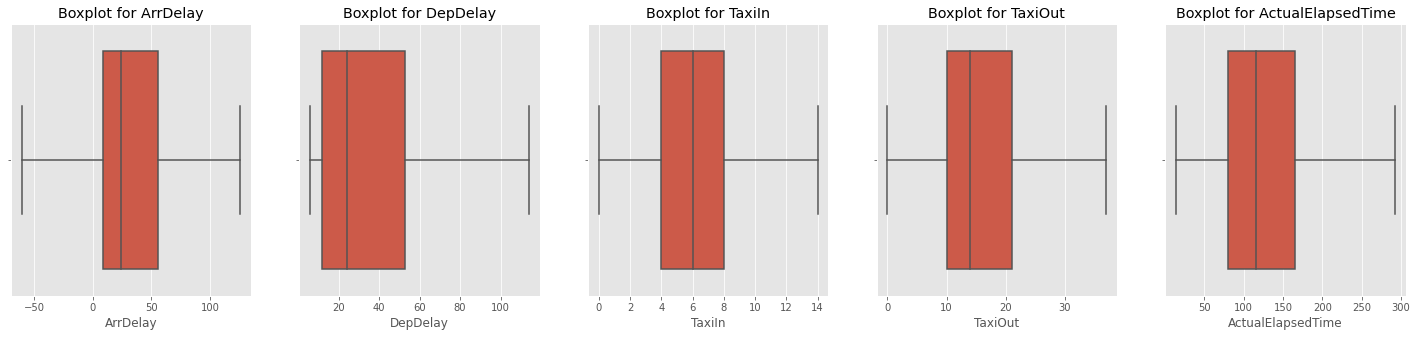 Boxplot for ArrDelay
−50 0 50 100
ArrDelay
Boxplot for DepDelay
20 40 60 80 100
DepDelay
Boxplot for TaxiIn
0 2 4 6 8 10 12 14
TaxiIn
Boxplot for TaxiOut
0 10 20 30
TaxiOut
Boxplot for ActualElapsedTime
50 100 150 200 250 300
ActualElapsedTime